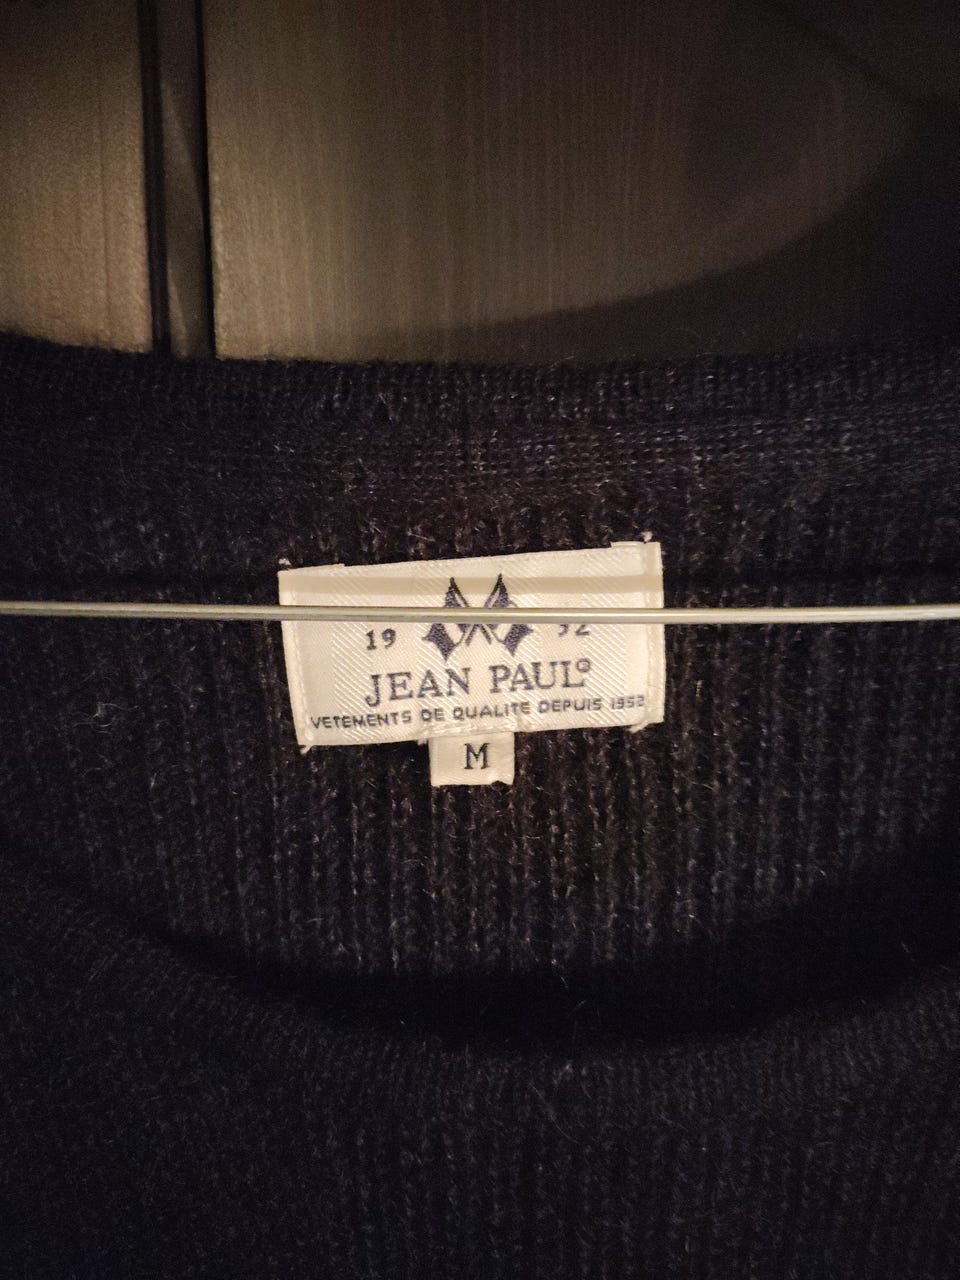 19 52
JEAN PAUL®
VETEMENTS DE QUALITE DEPUIS 1952
M